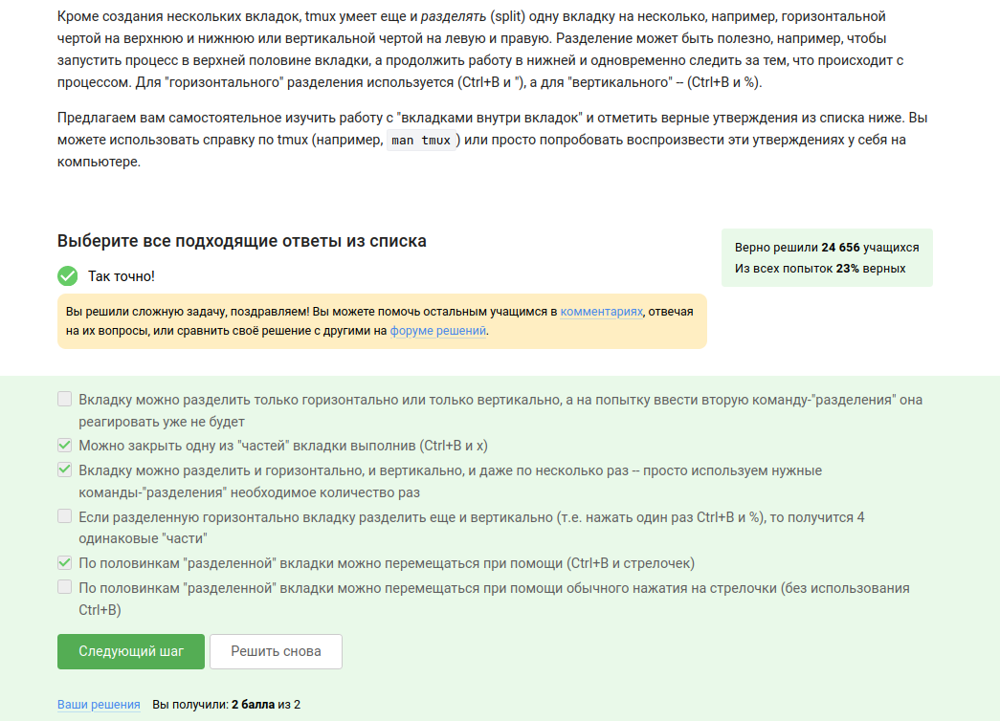 Кроме создания нескольких вкладок, tmux умеет еще и разделять (split) одну вкладку на несколько, например, горизонтальной
чертой на верхнюю и нижнюю или вертикальной чертой на левую и правую. Разделение может быть полезно, например, чтобы
запустить процесс в верхней половине вкладки, а продолжить работу в нижней и одновременно следить за тем, что происходит с
процессом. Для "горизонтального" разделения используется (Ctrl+B и "), а для "вертикального" -- (Ctrl+B и %).
Предлагаем вам самостоятельное изучить работу с "вкладками внутри вкладок" и отметить верные утверждения из списка ниже. Вы
можете использовать справку по tmux (например, man tmux ) или просто попробовать воспроизвести эти утверждениях у себя на
компьютере.
Выберите все подходящие ответы из списка
Верно решили 24 656 учащихся
Из всех попыток 23% верных
Так точно!
Вы решили сложную задачу, поздравляем! Вы можете помочь остальным учащимся в комментариях, отвечая
на их вопросы, или сравнить своё решение с другими на форуме решений.
Вкладку можно разделить только горизонтально или только вертикально, а на попытку ввести вторую команду-"разделения" она
реагировать уже не будет
Можно закрыть одну из "частей" вкладки выполнив (Ctrl+B и x)
Вкладку можно разделить и горизонтально, и вертикально, и даже по несколько раз -- просто используем нужные
команды-"разделения" необходимое количество раз
Если разделенную горизонтально вкладку разделить еще и вертикально (т.е. нажать один раз Ctrl+B и %), то получится 4
одинаковые "части"
По половинкам "разделенной" вкладки можно перемещаться при помощи (Ctrl+B и стрелочек)
По половинкам "разделенной" вкладки можно перемещаться при помощи обычного нажатия на стрелочки (без использования
Ctrl+B)
Следующий шаг
Решить снова
Ваши решения Вы получили: 2 балла из 2